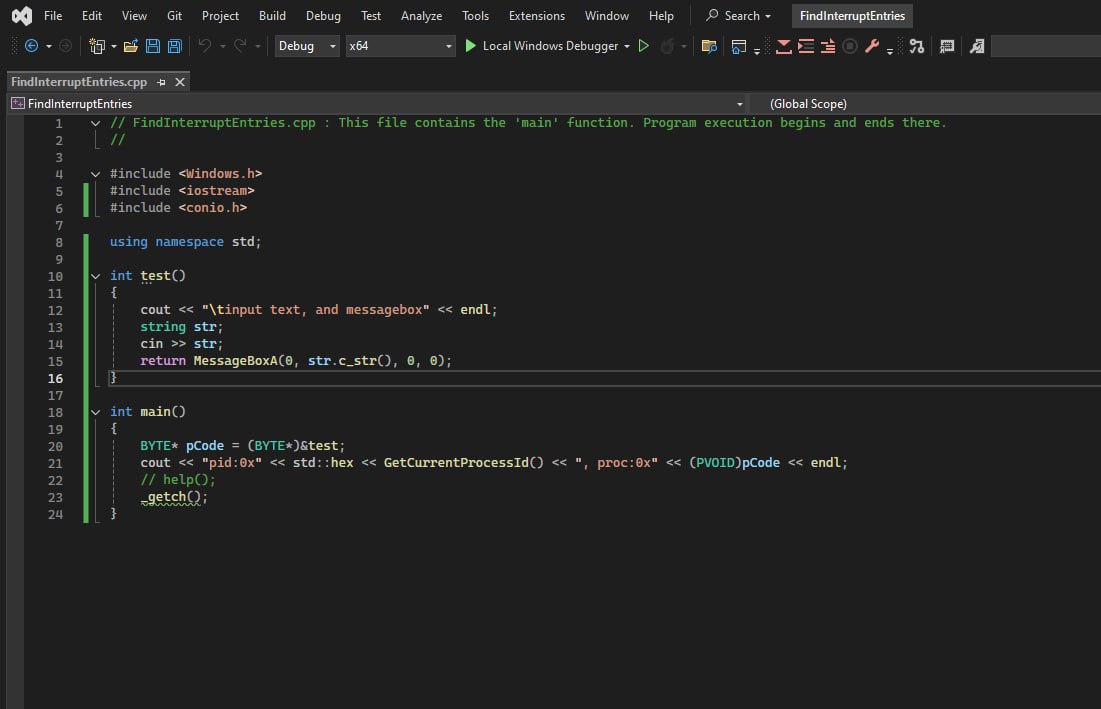 File Edit View Git Project Build Debug Test Analyze Tools Extensions Window Help Search FindInterruptEntries
Debug x64 Local Windows Debugger
FindInterruptEntries.cpp
FindInterruptEntries (Global Scope)
1 // FindInterruptEntries.cpp : This file contains the 'main' function. Program execution begins and ends there.
2 //
3
4 #include <Windows.h>
5 #include <iostream>
6 #include <conio.h>
7
8 using namespace std;
9
10 int test()
11 {
12 cout << "\tinput text, and messagebox" << endl;
13 string str;
14 cin >> str;
15 return MessageBoxA(0, str.c_str(), 0, 0);
16 }
17
18 int main()
19 {
20 BYTE* pCode = (BYTE*)&test;
21 cout << "pid:0x" << std::hex << GetCurrentProcessId() << ", proc:0x" << (PVOID)pCode << endl;
22 // help();
23 _getch();
24 }